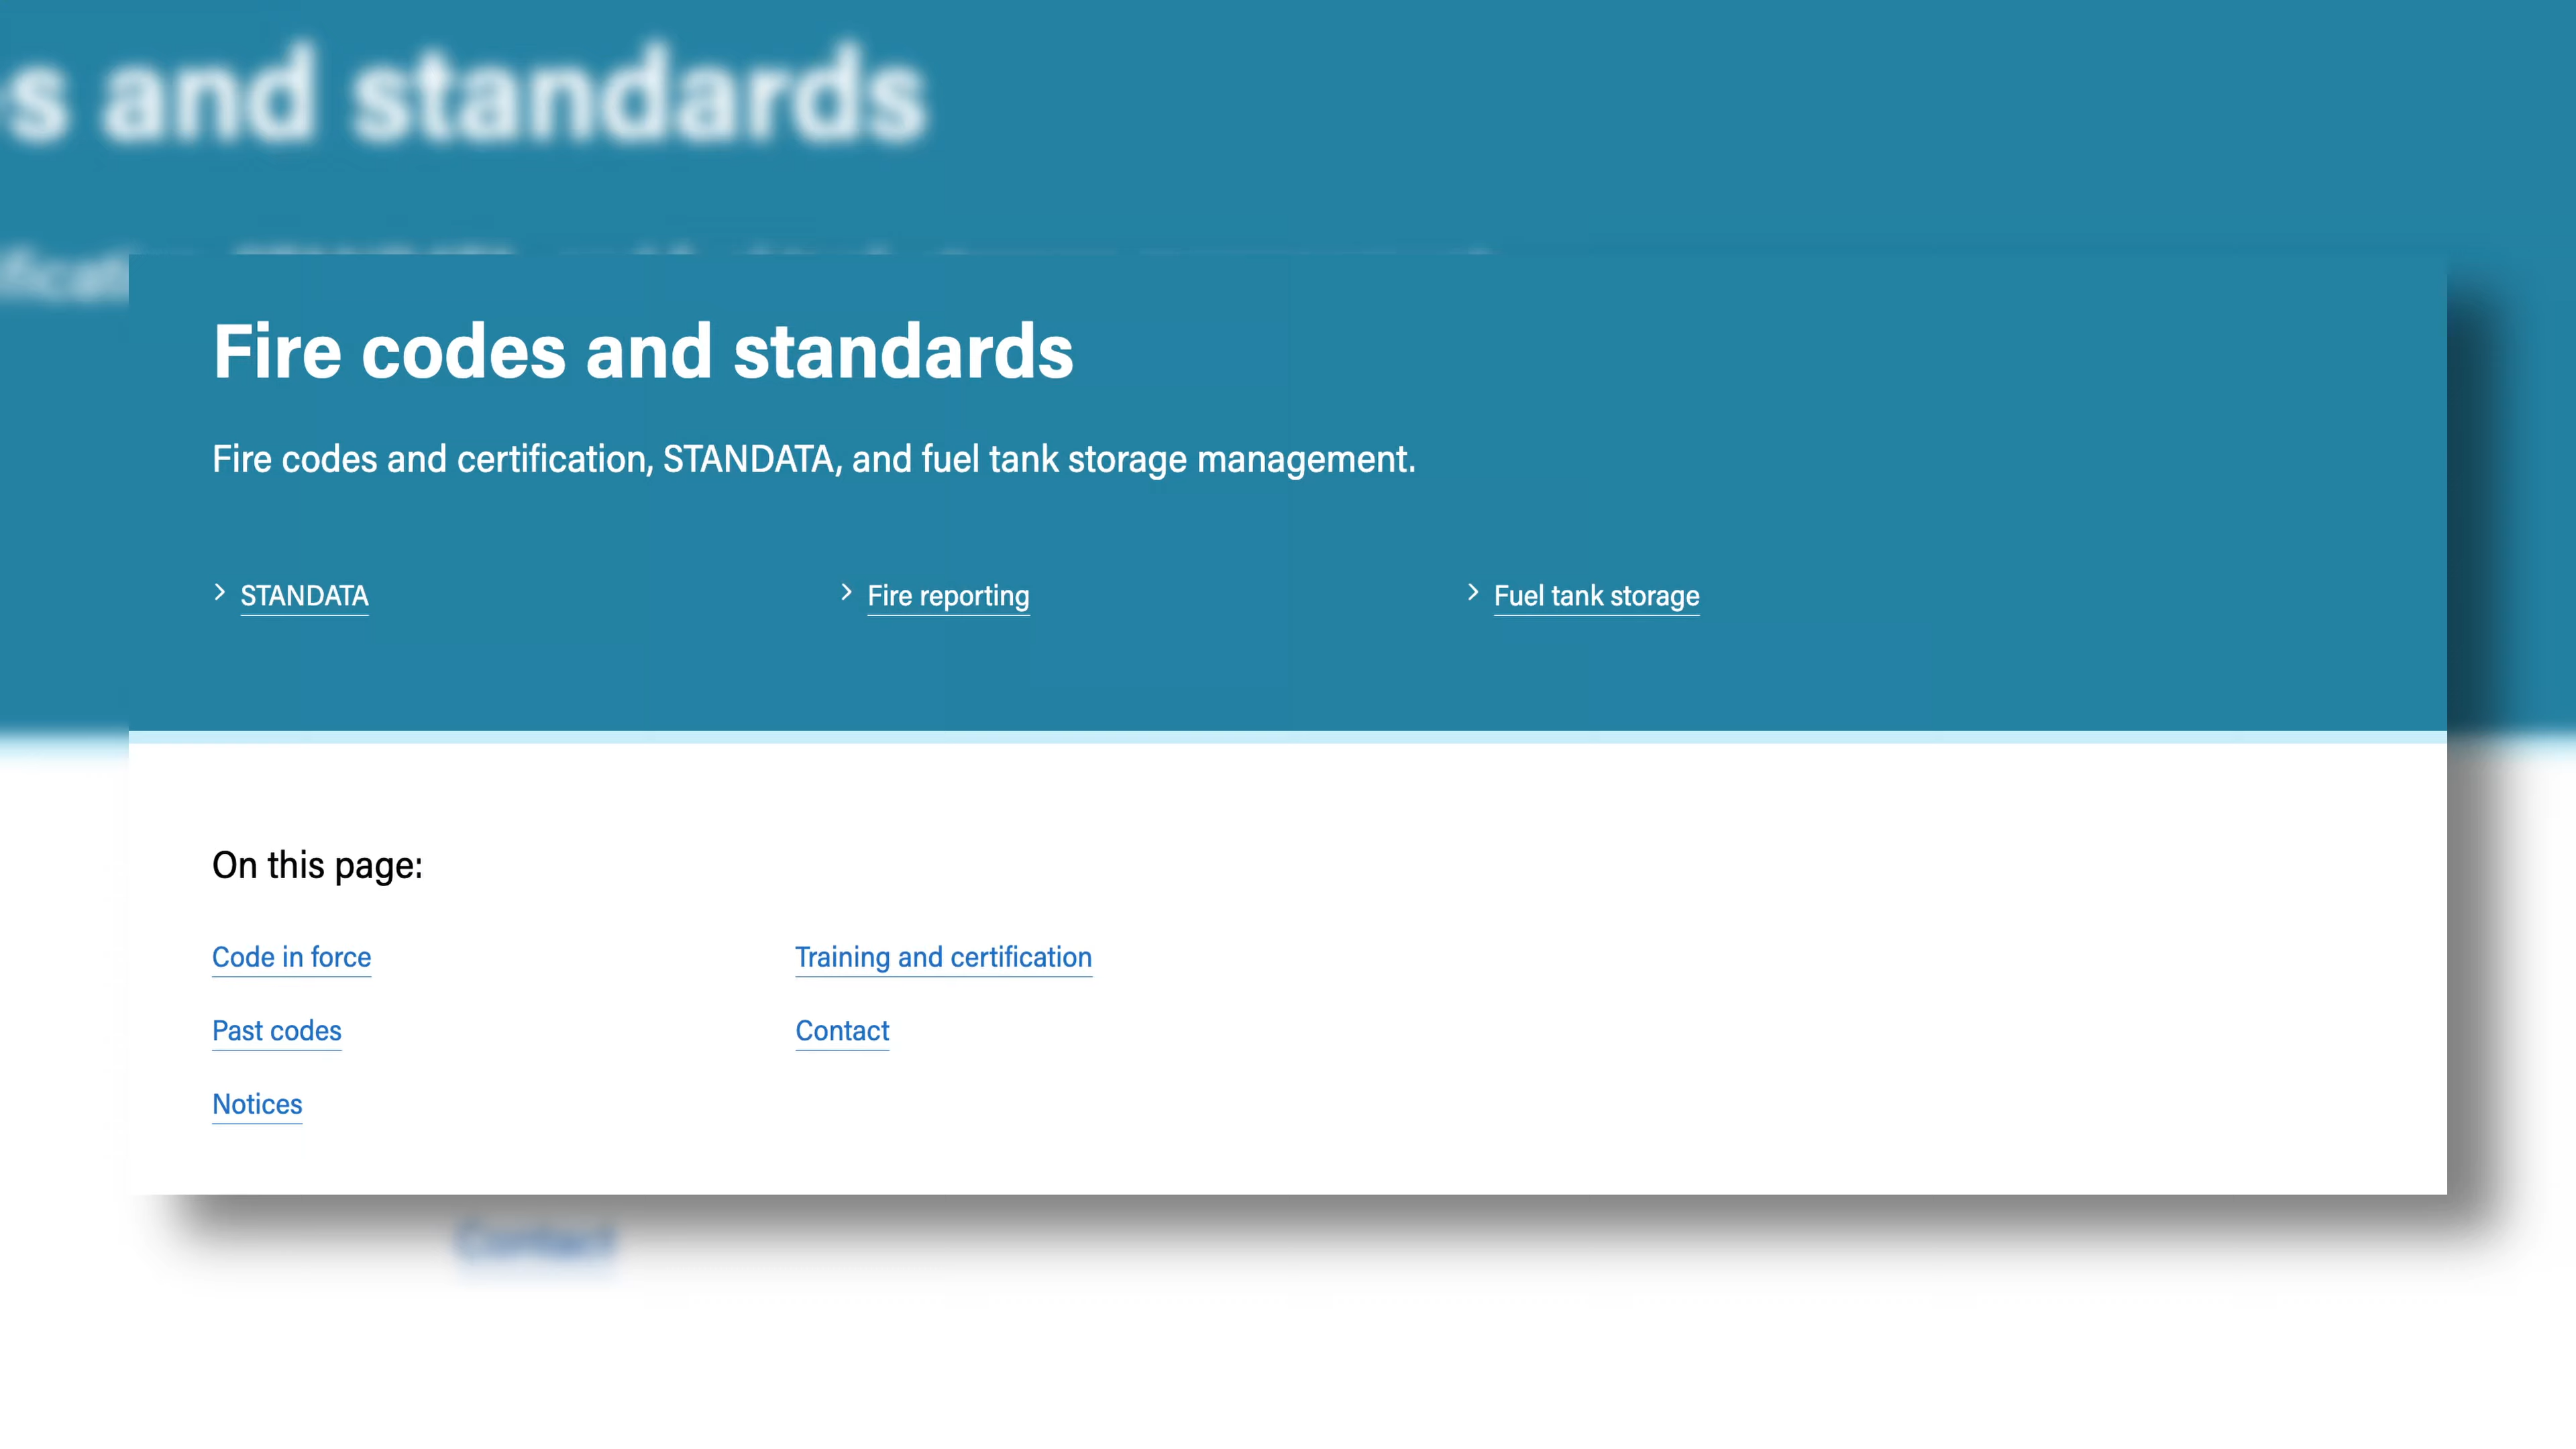 s and standards
Fire codes and standards
Fire codes and certification, STANDATA, and fuel tank storage management.
STANDATA
Fire reporting
Fuel tank storage
On this page:
Code in force
Training and certification
Past codes
Contact
Notices
Contact